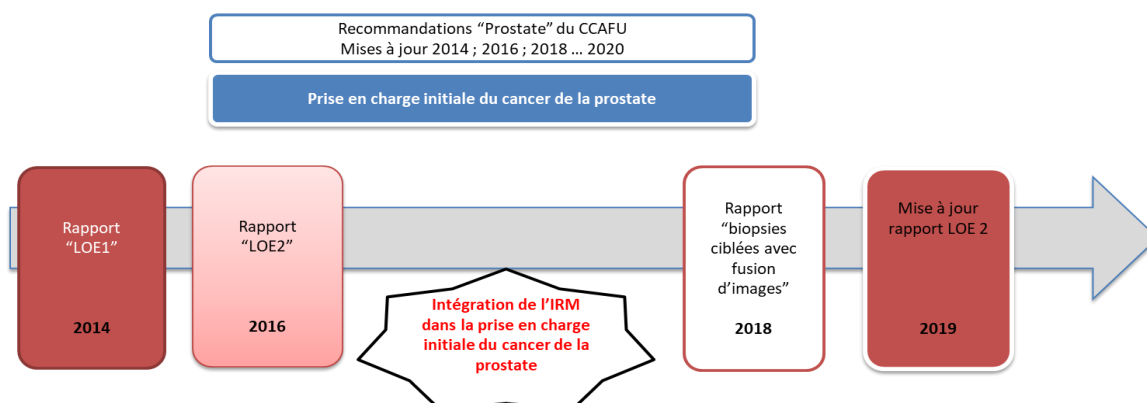 Recommandations “Prostate” du CCAFU
Mises à jour 2014 ; 2016 ; 2018 ... 2020
Prise en charge initiale du cancer de la prostate
Rapport
“LOE1”
2014
Rapport
“LOE2”
2016
Intégration de l’IRM
dans la prise en charge
initiale du cancer de la
prostate
Rapport
“biopsies
ciblées avec
fusion
d’images”
2018
Mise à jour
rapport LOE 2
2019